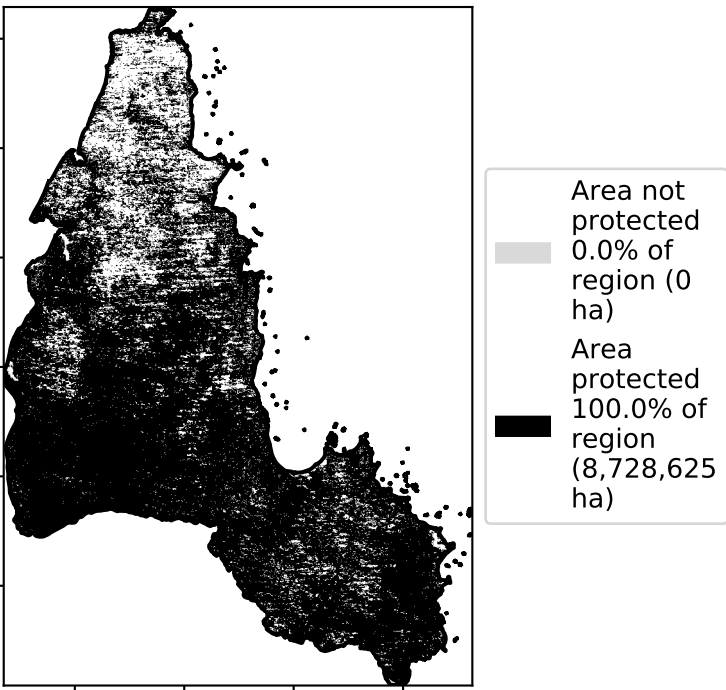 Area not
protected
0.0% of
region (0
ha)
Area
protected
100.0% of
region
(8,728,625
ha)